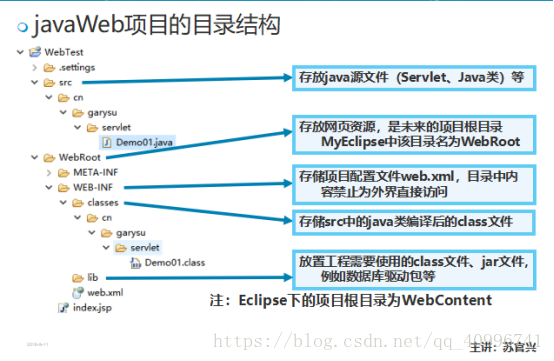 javaWeb项目的目录结构
WebTest
.settings
src
cn
garysu
servlet
Demo01.java
WebRoot
META-INF
WEB-INF
classes
cn
garysu
servlet
Demo01.class
lib
web.xml
index.jsp
存放java源文件（Servlet、Java类）等
存放网页资源，是未来的项目根目录
MyEclipse中该目录名为WebRoot
存储项目配置文件web.xml，目录中内
容禁止为外界直接访问
存储src中的java类编译后的class文件
放置工程需要使用的class文件、jar文件，
例如数据库驱动包等
注：Eclipse下的项目根目录为WebContent
https://blog.csdn.net/qq_40996741
主讲：苏官兴